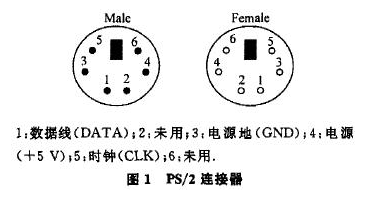 Male Female
5 6 6 5
3 4 4 3
1 2 2 1
1:数据线(DATA);2:未用;3:电源地(GND);4:电源
(+5 V);5:时钟(CLK);6:未用.
图 1 PS/2 连接器